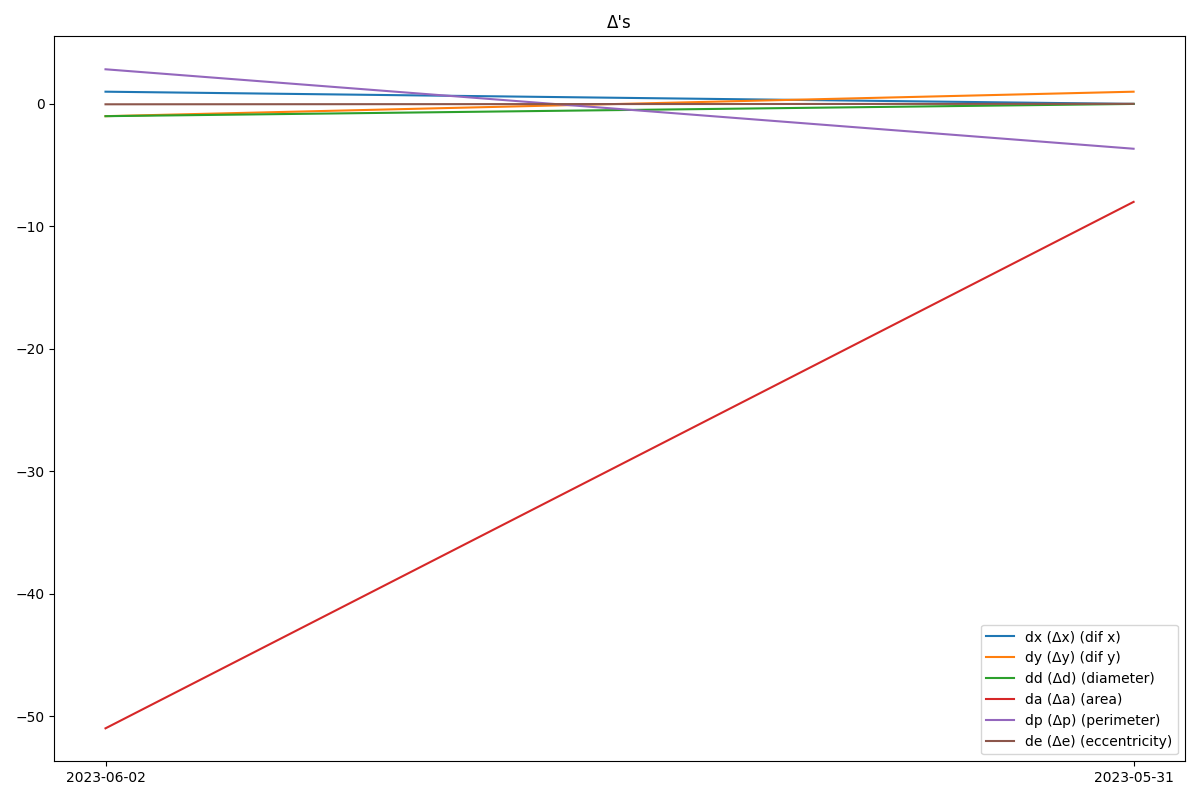 Δ's
0
−10
−20
−30
−40
−50
2023-06-02
2023-05-31
dx (Δx) (dif x)
dy (Δy) (dif y)
dd (Δd) (diameter)
da (Δa) (area)
dp (Δp) (perimeter)
de (Δe) (eccentricity)